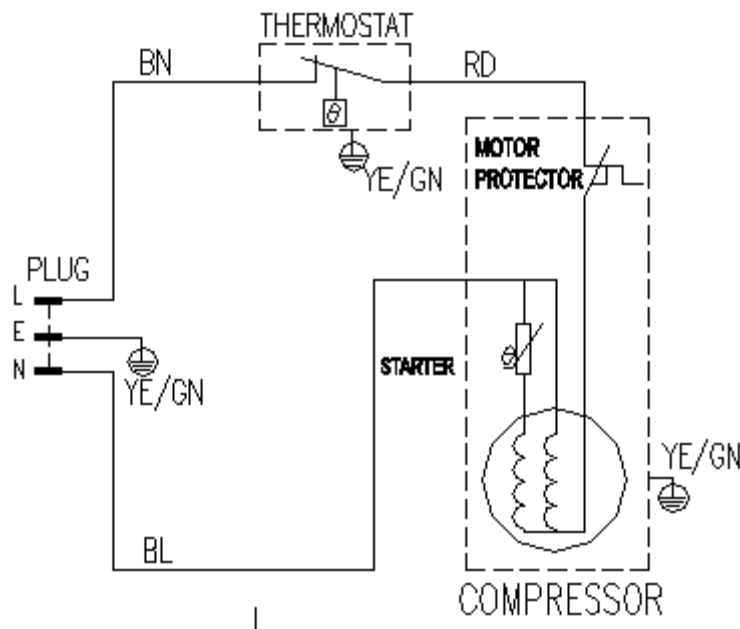 THERMOSTAT
BN
RD
θ
YE/GN
MOTOR
PROTECTOR
PLUG
L
E
N
YE/GN
STARTER
θ
YE/GN
BL
COMPRESSOR